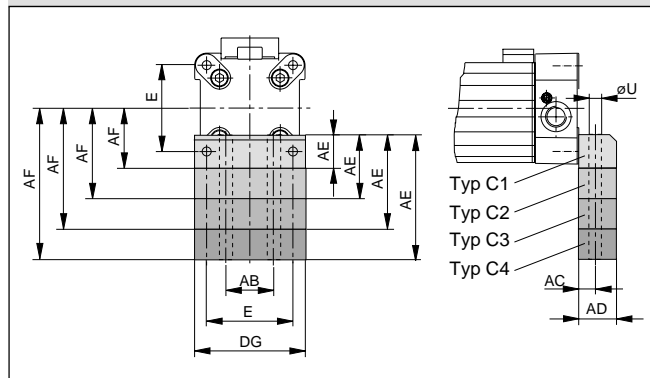 E
AF
AF
AF
AF
AE
AE
AE
AE
AB
E
DG
øU
Typ C1
Typ C2
Typ C3
Typ C4
AC
AD